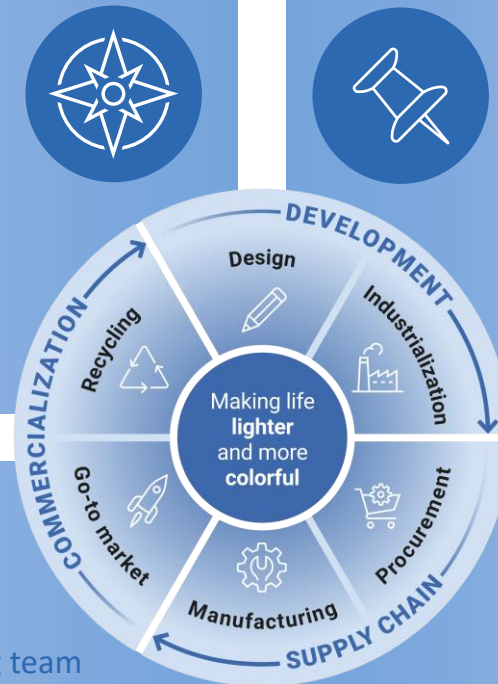 DEVELOPMENT
Design
Industrialization
Recycling
COMMERCIALIZATION
Making life
lighter
and more
colorful
Go-to market
Procurement
Manufacturing
SUPPLY CHAIN
team